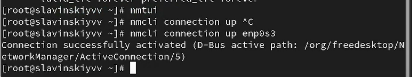 [root@slavinskiyvv ~]# nmtui
[root@slavinskiyvv ~]# nmcli connection up ^C
[root@slavinskiyvv ~]# nmcli connection up enp0s3
Connection successfully activated (D-Bus active path: /org/freedesktop/N
etworkManager/ActiveConnection/5)
[root@slavinskiyvv ~]#